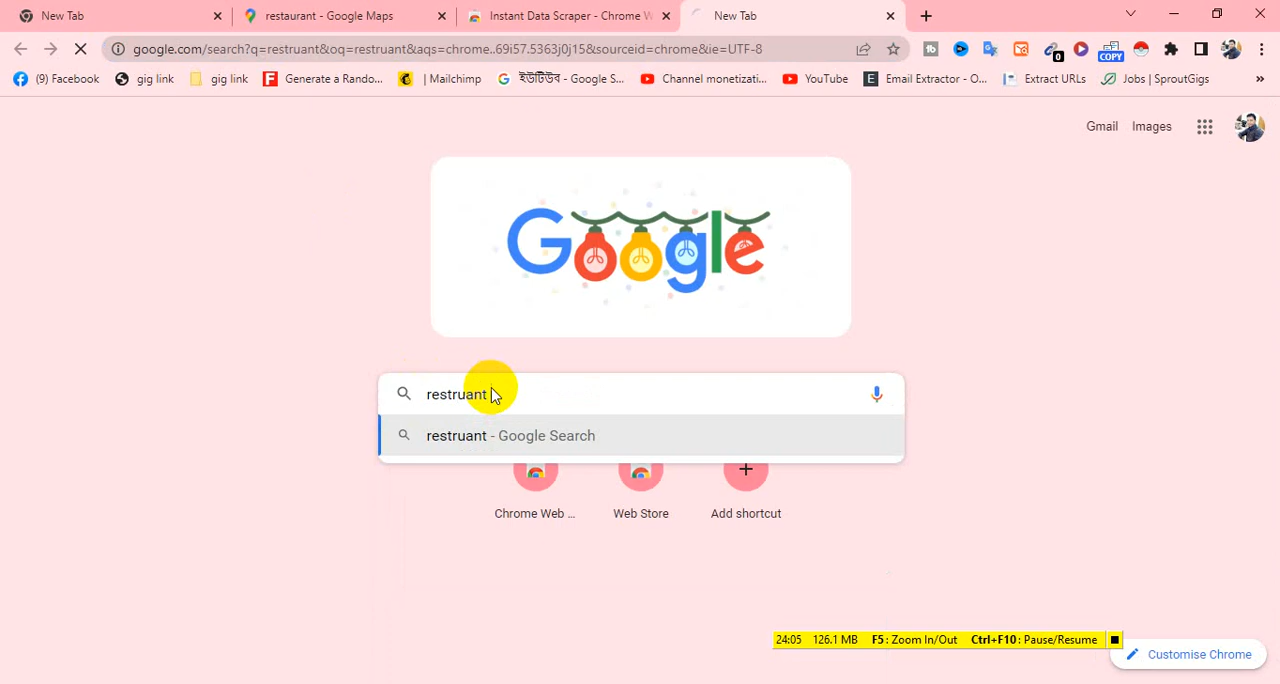 New Tab
restaurant - Google Maps
Instant Data Scraper - Chrome W
New Tab
google.com/search?q=restruant&oq=restruant&aqs=chrome..69i57.5363j0j15&sourceid=chrome&ie=UTF-8
COPY
0
(9) Facebook
gig link
gig link
Generate a Rando...
| Mailchimp
ইউটিউব - Google S...
Channel monetizati...
YouTube
Email Extractor - O...
Extract URLs
Jobs | SproutGigs
»
Gmail
Images
Google
restruant
restruant - Google Search
Chrome Web ...
Web Store
Add shortcut
24:05 126.1 MB F5: Zoom In/Out Ctrl+F10: Pause/Resume
Customise Chrome